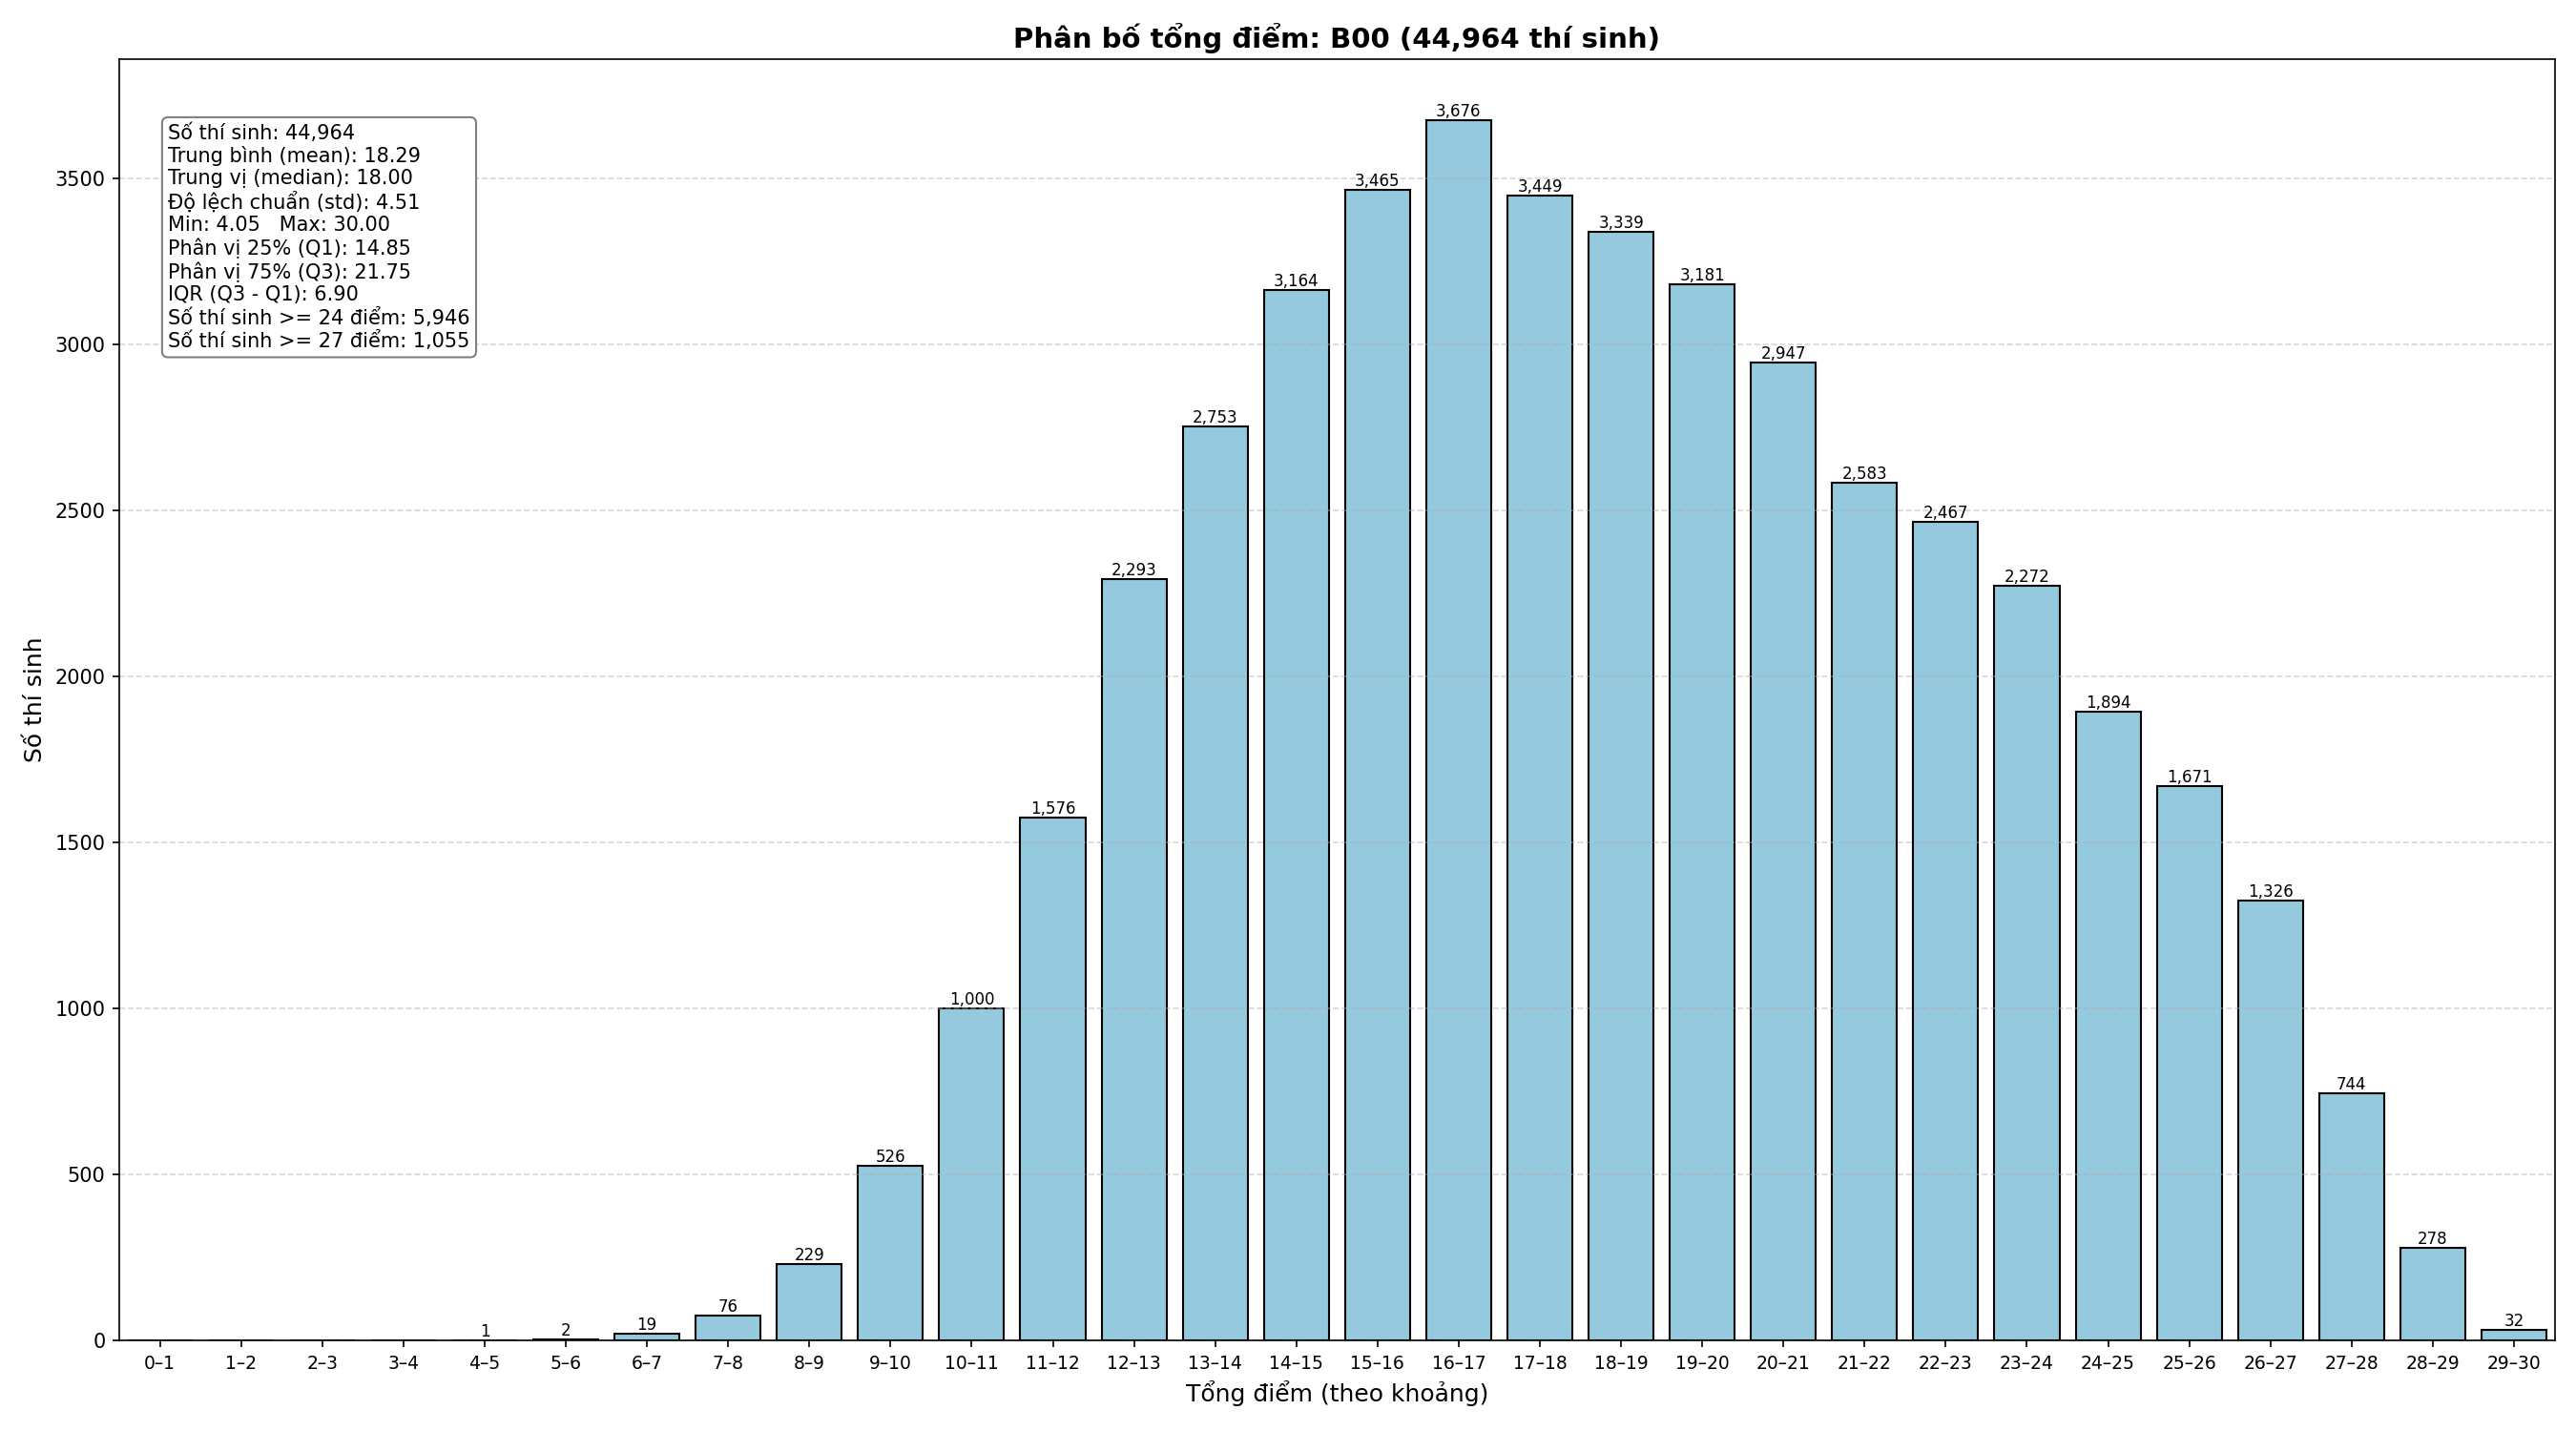 Phân bố tổng điểm: B00 (44,964 thí sinh)
Số thí sinh: 44,964
Trung bình (mean): 18.29
Trung vị (median): 18.00
Độ lệch chuẩn (std): 4.51
Min: 4.05   Max: 30.00
Phân vị 25% (Q1): 14.85
Phân vị 75% (Q3): 21.75
IQR (Q3 - Q1): 6.90
Số thí sinh >= 24 điểm: 5,946
Số thí sinh >= 27 điểm: 1,055
Số thí sinh
3500
3000
2500
2000
1500
1000
500
0
1
2
19
76
229
526
1,000
1,576
2,293
2,753
3,164
3,465
3,676
3,449
3,339
3,181
2,947
2,583
2,467
2,272
1,894
1,671
1,326
744
278
32
0–1 1–2 2–3 3–4 4–5 5–6 6–7 7–8 8–9 9–10 10–11 11–12 12–13 13–14 14–15 15–16 16–17 17–18 18–19 19–20 20–21 21–22 22–23 23–24 24–25 25–26 26–27 27–28 28–29 29–30
Tổng điểm (theo khoảng)